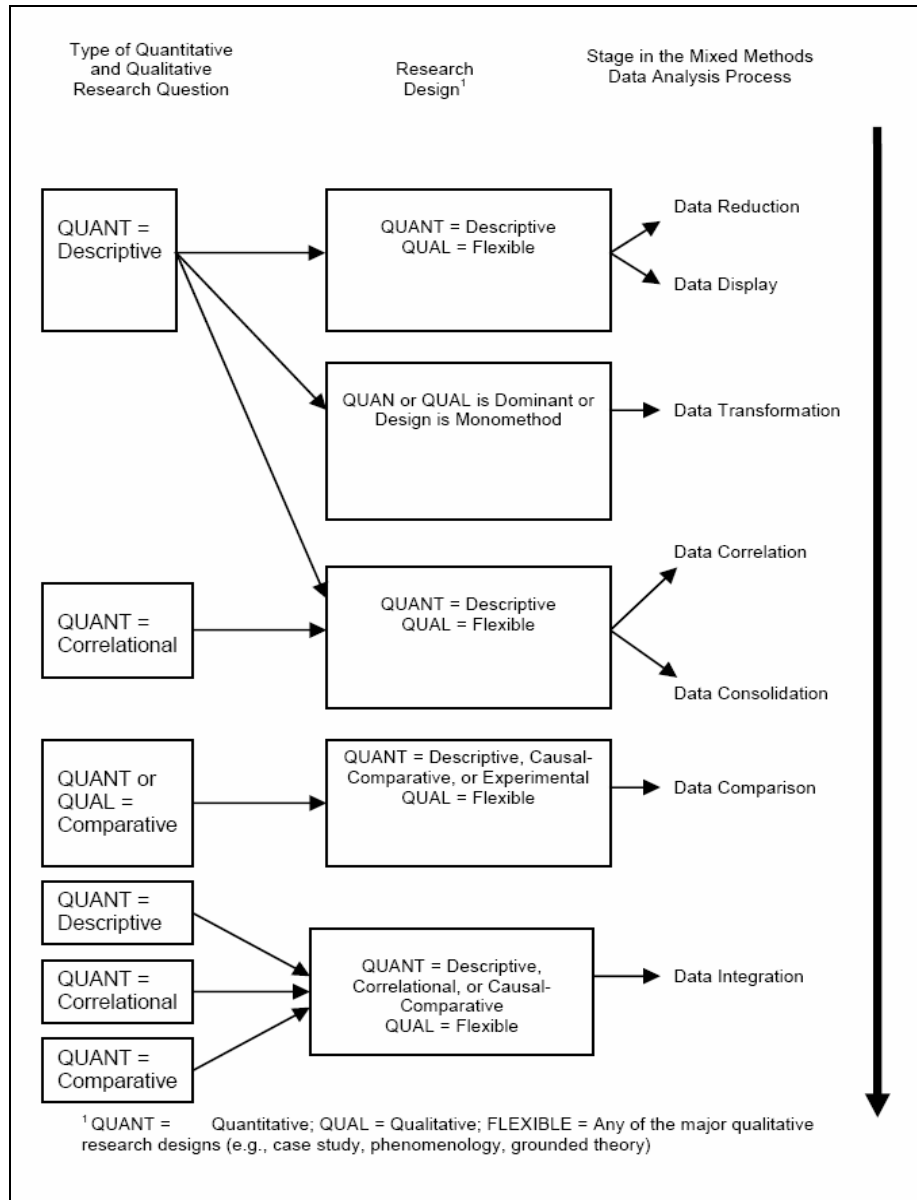 Type of Quantitative
and Qualitative
Research Question
Research
Design¹
Stage in the Mixed Methods
Data Analysis Process
QUANT =
Descriptive
QUANT = Descriptive
QUAL = Flexible
Data Reduction
Data Display
QUAN or QUAL is Dominant or
Design is Monomethod
Data Transformation
QUANT =
Correlational
QUANT = Descriptive
QUAL = Flexible
Data Correlation
Data Consolidation
QUANT or
QUAL =
Comparative
QUANT = Descriptive, Causal-
Comparative, or Experimental
QUAL = Flexible
Data Comparison
QUANT =
Descriptive
QUANT =
Correlational
QUANT =
Comparative
QUANT = Descriptive,
Correlational, or Causal-
Comparative
QUAL = Flexible
Data Integration
¹ QUANT = Quantitative; QUAL = Qualitative; FLEXIBLE = Any of the major qualitative
research designs (e.g., case study, phenomenology, grounded theory)